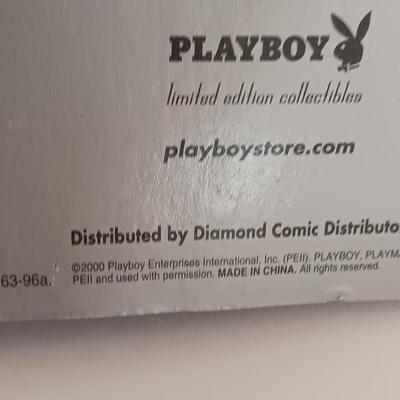 PLAYBOY
limited edition collectibles
playboystore.com
Distributed by Diamond Comic Distributo
©2000 Playboy Enterprises International, Inc. (PEII), PLAYBOY, PLAYMA
63-96a. PEII and used with permission. MADE IN CHINA. All rights reserved.